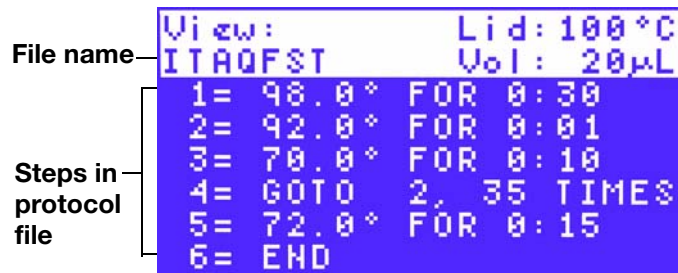 View: Lid:100°C
File name
ITAQFST Vol: 20µL
1= 98.0° FOR 0:30
2= 92.0° FOR 0:01
3= 70.0° FOR 0:10
Steps in protocol file
4= GOTO 2, 35 TIMES
5= 72.0° FOR 0:15
6= END